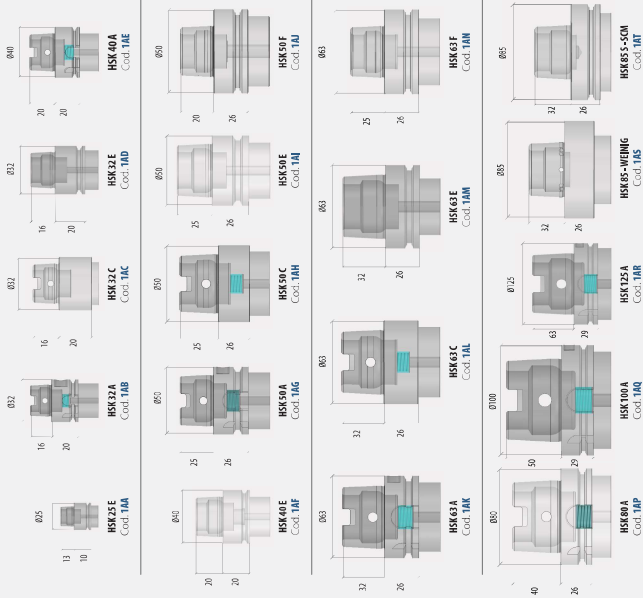 Ø25
13
10
HSK 25 E
Cod. 1AA
Ø32
16
20
HSK 32 A
Cod. 1AB
Ø32
16
20
HSK 32 C
Cod. 1AC
Ø32
16
20
HSK 32 E
Cod. 1AD
Ø40
20
20
HSK 40 A
Cod. 1AE
Ø40
20
20
HSK 40 E
Cod. 1AF
Ø50
25
26
HSK 50 A
Cod. 1AG
Ø50
25
26
HSK 50 C
Cod. 1AH
Ø50
25
26
HSK 50 E
Cod. 1AI
Ø50
20
26
HSK 50 F
Cod. 1AJ
Ø63
32
26
HSK 63 A
Cod. 1AK
Ø63
32
26
HSK 63 C
Cod. 1AL
Ø63
32
26
HSK 63 E
Cod. 1AM
Ø63
25
26
HSK 63 F
Cod. 1AN
Ø80
40
26
HSK 80 A
Cod. 1AP
Ø100
50
29
HSK 100 A
Cod. 1AQ
Ø125
63
29
HSK 125 A
Cod. 1AR
Ø85
32
26
HSK 85 - WEINIG
Cod. 1AS
Ø85
32
26
HSK 85 S - SCM
Cod. 1AT